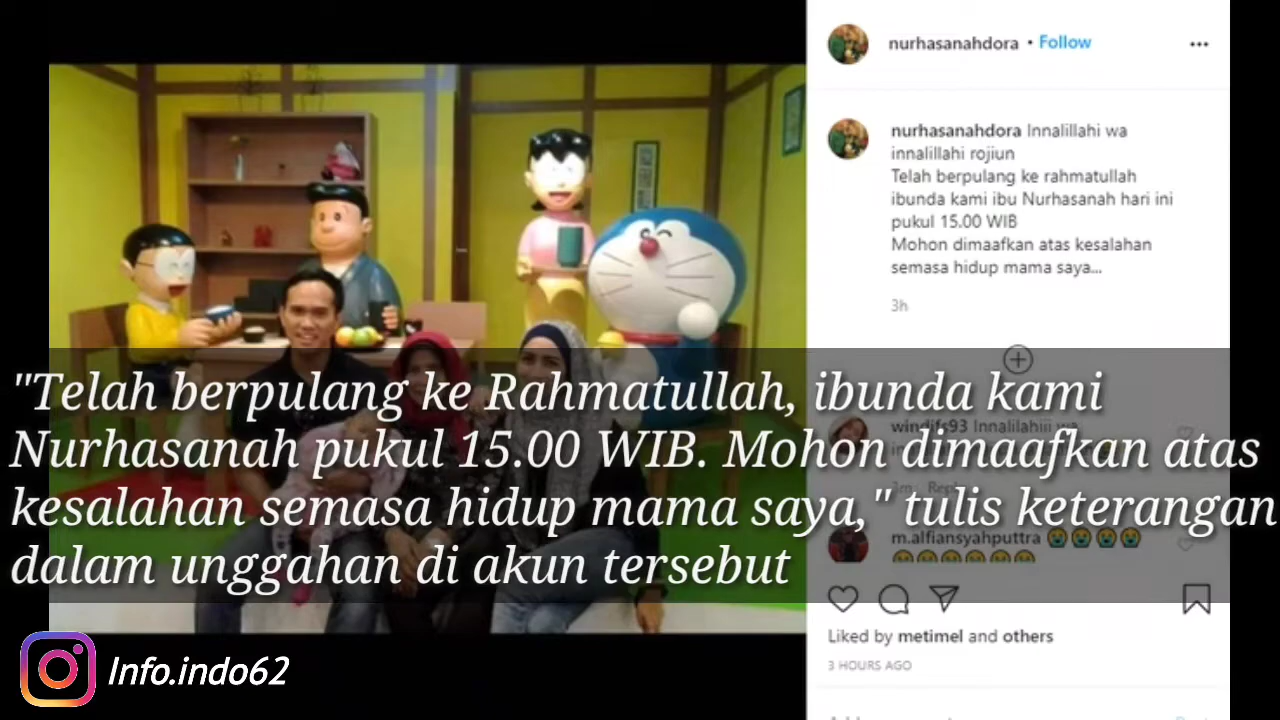 nurhasanahdora • Follow
nurhasanahdora Innalillahi wa
innalillahi rojiun
Telah berpulang ke rahmatullah
ibunda kami ibu Nurhasanah hari ini
pukul 15.00 WIB
Mohon dimaafkan atas kesalahan
semasa hidup mama saya...
3h
"Telah berpulang ke Rahmatullah, ibunda kami
Nurhasanah pukul 15.00 WIB. Mohon dimaafkan atas
kesalahan semasa hidup mama saya," tulis keterangan
dalam unggahan di akun tersebut
windifs93 Innalilahiii
m.alfiansyahputtra 😭😭😭😭
😭😭😭😭😭😭
Liked by metimel and others
3 HOURS AGO
Info.indo62